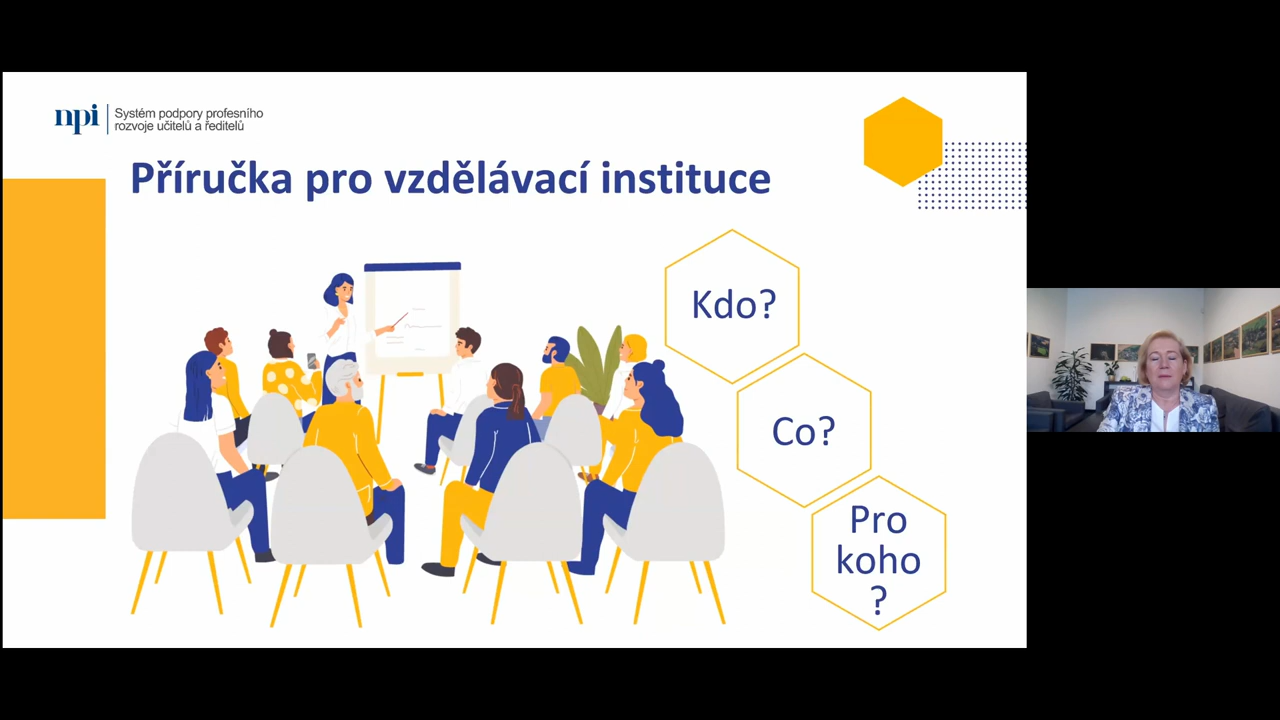 npi
Systém podpory profesního
rozvoje učitelů a ředitelů
Příručka pro vzdělávací instituce
Kdo?
Co?
Pro
koho
?